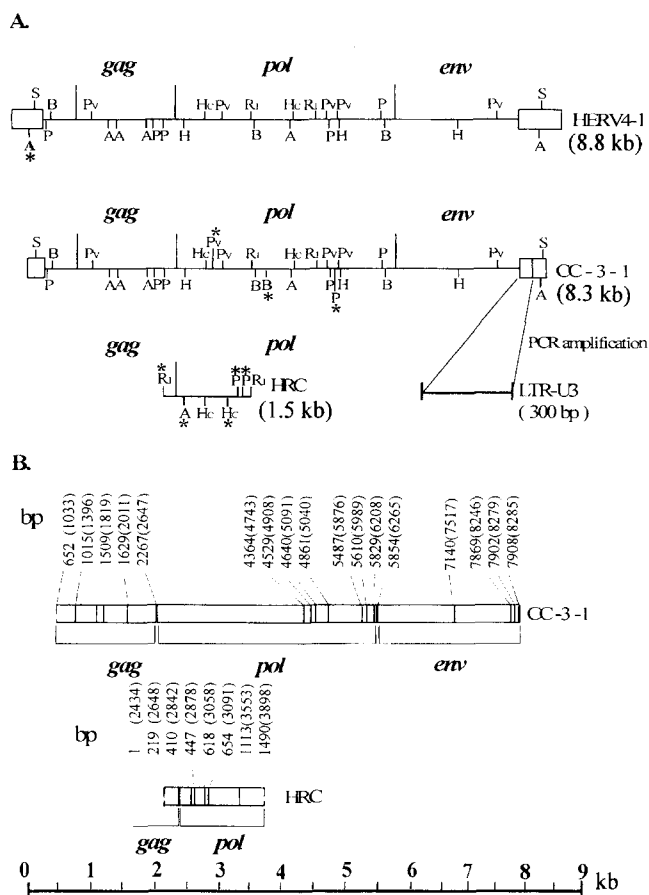 A.
gag pol env
S B Pv Hc Pv RI Hc RI Pv Pv P Pv S
HERV4-1
A P A A A P P H B A P H B H A
*
(8.8 kb)
gag pol env
*
S B Pv Hc Pv Pv RI Hc RI Pv Pv P Pv S
CC-3-1
P A A A P P H B B A P P H B H A
* *
(8.3 kb)
PCR amplification
gag pol
* **
RI P P RI
HRC
A Hc Hc
* *
(1.5 kb)
LTR-U3
(300 bp)
B.
bp
652 (1033)
1015(1396)
1509(1819)
1629(2011)
2267(2647)
4364(4743)
4529(4908)
4640(5091)
4861(5040)
5487(5876)
5610(5989)
5829(6208)
5854(6265)
7140(7517)
7869(8246)
7902(8279)
7908(8285)
CC-3-1
gag pol env
bp
1 (2434)
219 (2648)
410 (2842)
447 (2878)
618 (3058)
654 (3091)
1113(3553)
1490(3898)
HRC
gag pol
0 1 2 3 4 5 6 7 8 9 kb